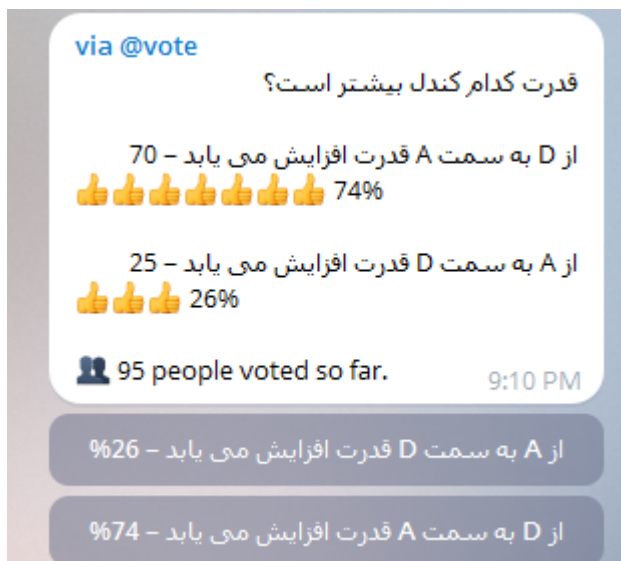 via @vote
قدرت کدام کندل بیشتر است؟
از D به سمت A قدرت افزایش می یابد – 70
👍👍👍👍👍👍👍 74%
از A به سمت D قدرت افزایش می یابد – 25
👍👍👍 26%
👥 95 people voted so far.
9:10 PM
از A به سمت D قدرت افزایش می یابد – 26%
از D به سمت A قدرت افزایش می یابد – 74%